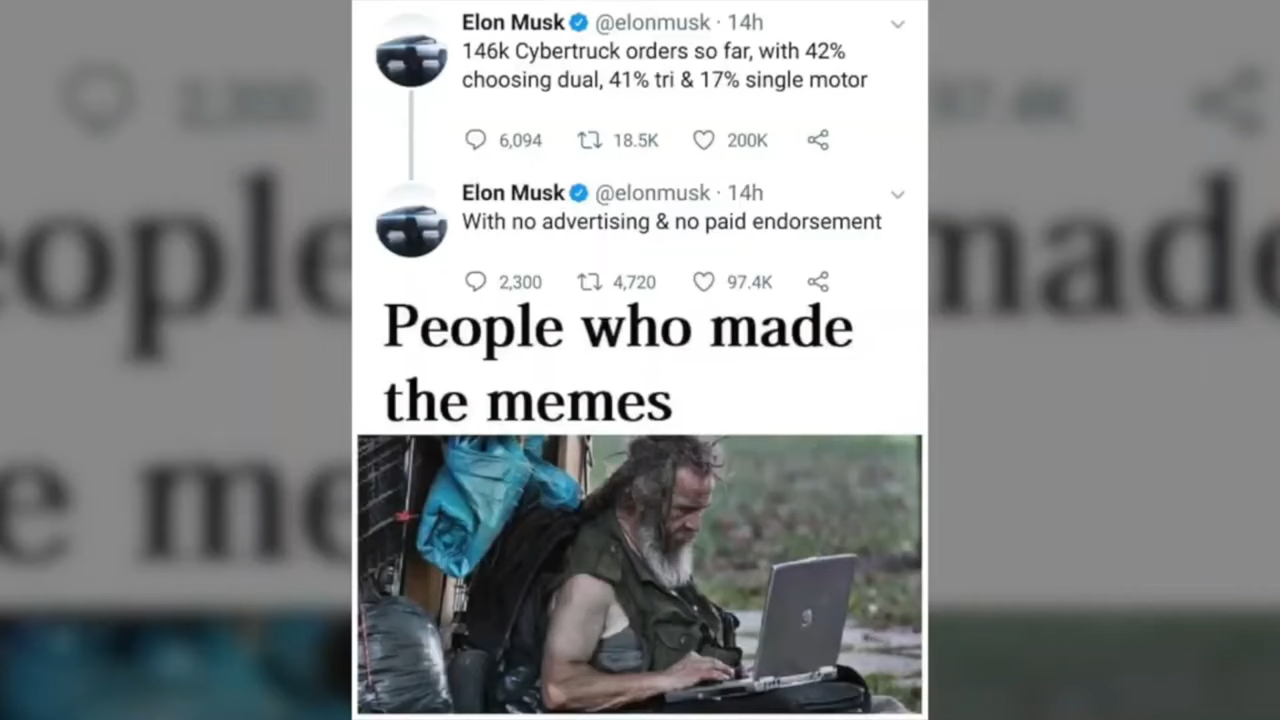 Elon Musk @elonmusk · 14h
146k Cybertruck orders so far, with 42%
choosing dual, 41% tri & 17% single motor
6,094 18.5K 200K
Elon Musk @elonmusk · 14h
With no advertising & no paid endorsement
2,300 4,720 97.4K
People who made
the memes